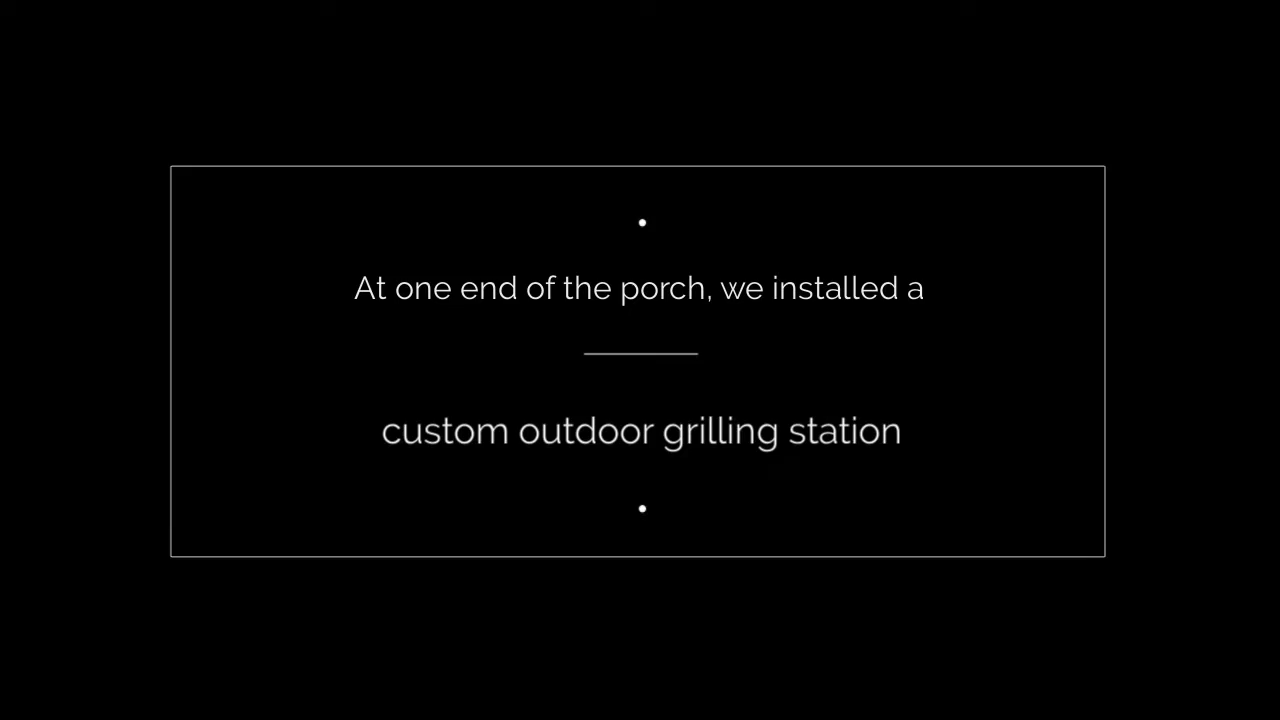 At one end of the porch, we installed a
custom outdoor grilling station